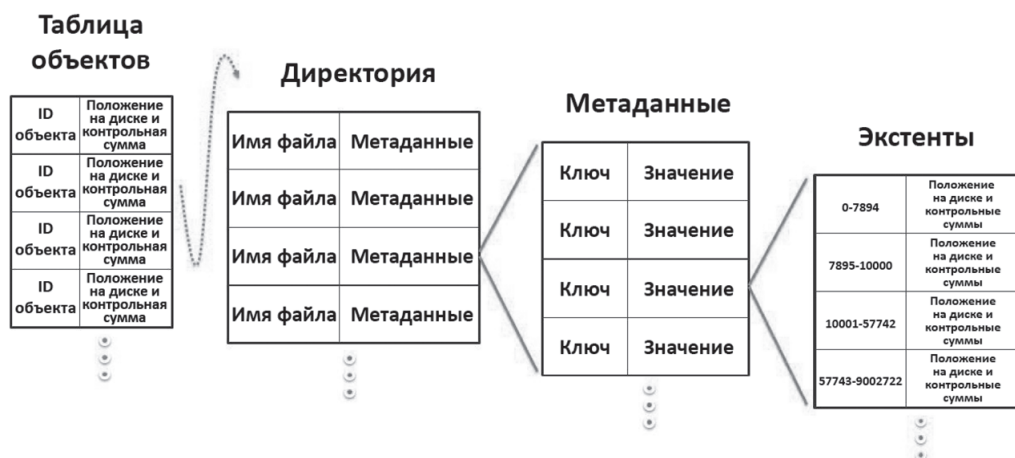 Таблица
объектов
ID
объекта
Положение
на диске и
контрольная
сумма
ID
объекта
Положение
на диске и
контрольная
сумма
ID
объекта
Положение
на диске и
контрольная
сумма
ID
объекта
Положение
на диске и
контрольная
сумма
Директория
Имя файла Метаданные
Имя файла Метаданные
Имя файла Метаданные
Имя файла Метаданные
Метаданные
Ключ Значение
Ключ Значение
Ключ Значение
Ключ Значение
Экстенты
0-7894
Положение
на диске и
контрольные
суммы
7895-10000
Положение
на диске и
контрольные
суммы
10001-57742
Положение
на диске и
контрольные
суммы
57743-9002722
Положение
на диске и
контрольные
суммы